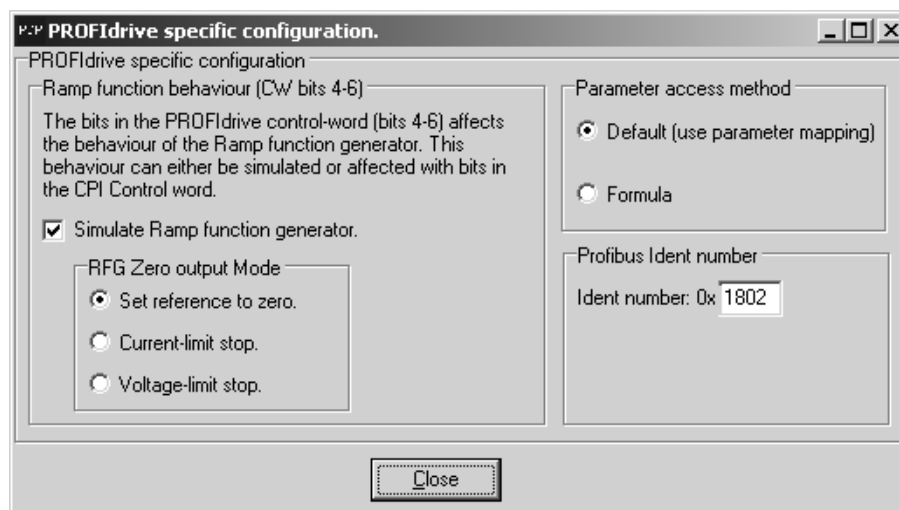 PROFIdrive specific configuration.
PROFIdrive specific configuration
Ramp function behaviour (CW bits 4-6)
The bits in the PROFIdrive control-word (bits 4-6) affects
the behaviour of the Ramp function generator. This
behaviour can either be simulated or affected with bits in
the CPI Control word.
Simulate Ramp function generator.
RFG Zero output Mode
Set reference to zero.
Current-limit stop.
Voltage-limit stop.
Parameter access method
Default (use parameter mapping)
Formula
Profibus Ident number
Ident number: 0x 1802
Close